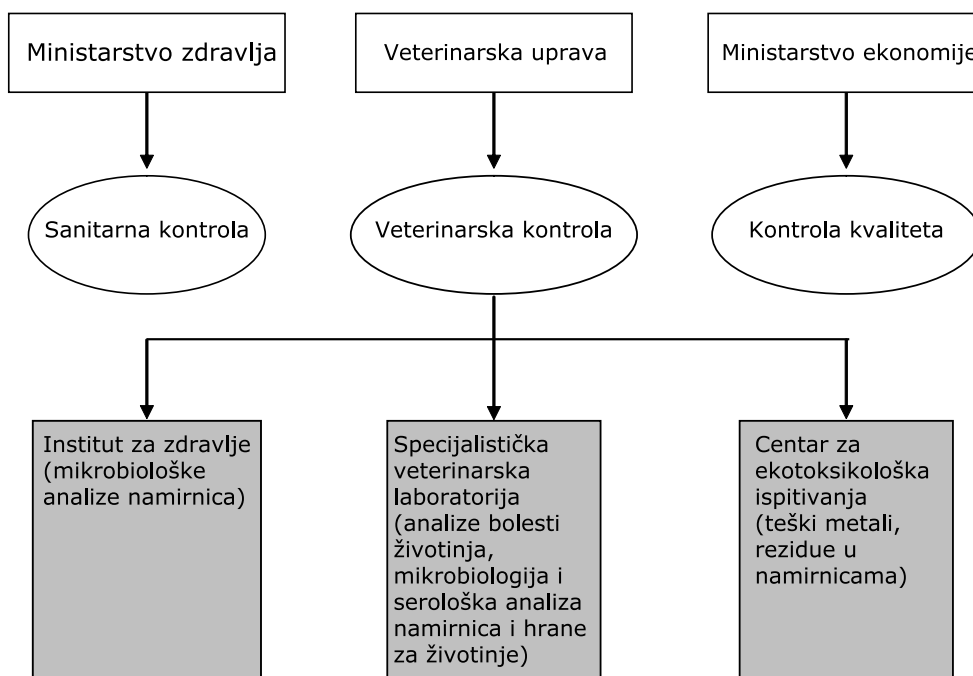 Ministarstvo zdravlja
Veterinarska uprava
Ministarstvo ekonomije
Sanitarna kontrola
Veterinarska kontrola
Kontrola kvaliteta
Institut za zdravlje
(mikrobiološke
analize namirnica)
Specijalistička
veterinarska
laboratorija
(analize bolesti
životinja,
mikrobiologija i
serološka analiza
namirnica i hrane
za životinje)
Centar za
ekotoksikološka
ispitivanja
(teški metali,
rezidue u
namirnicama)